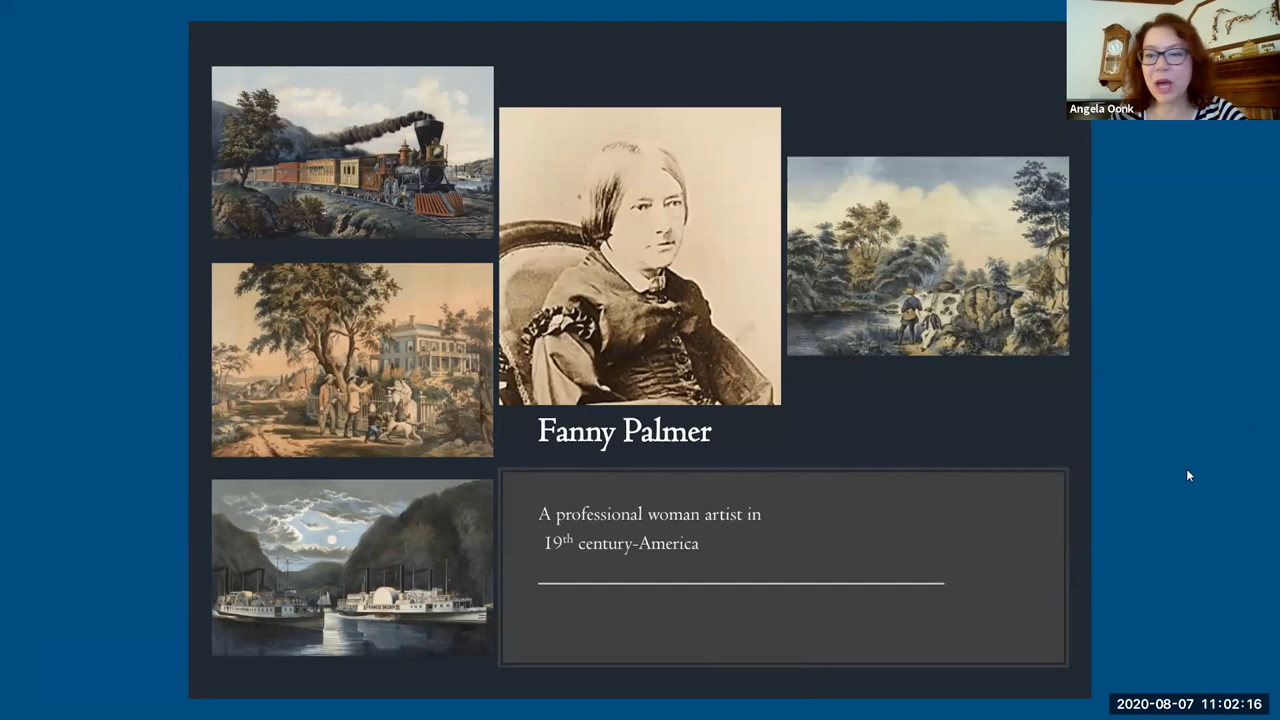 Angela Oonk
Fanny Palmer
A professional woman artist in
19th century-America
2020-08-07 11:02:16